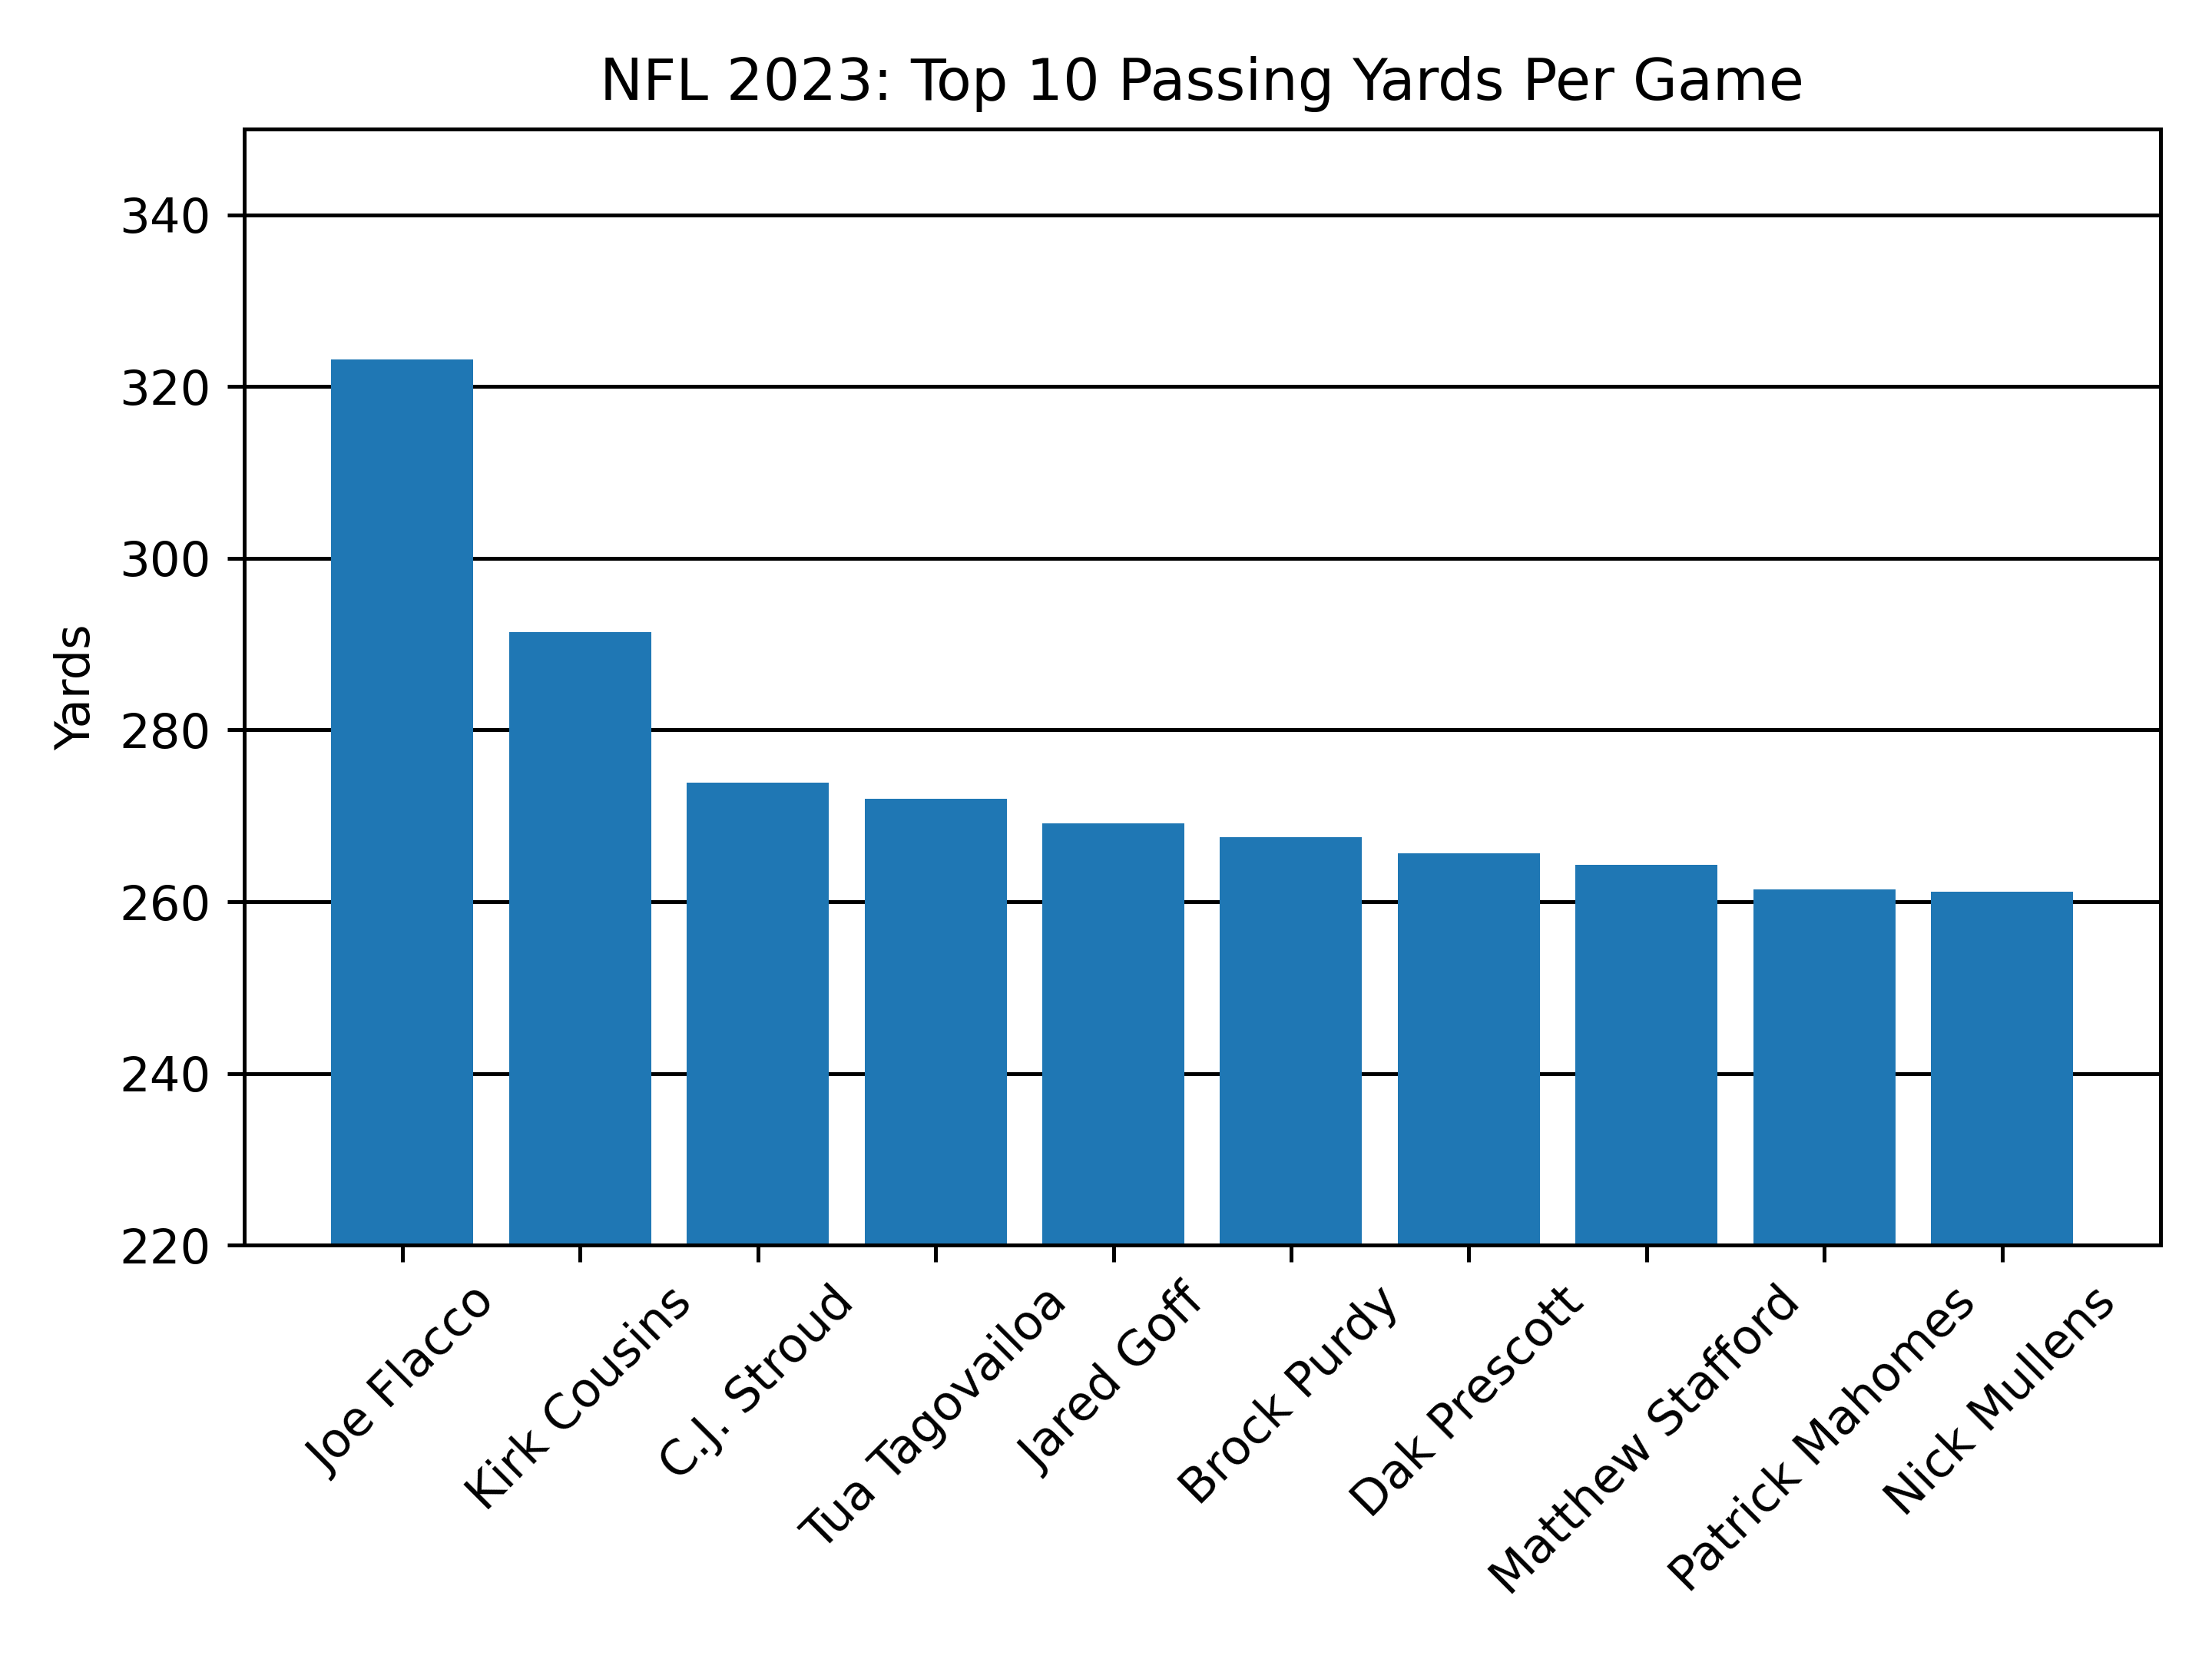 NFL 2023: Top 10 Passing Yards Per Game
Yards
340
320
300
280
260
240
220
Joe Flacco
Kirk Cousins
C.J. Stroud
Tua Tagovailoa
Jared Goff
Brock Purdy
Dak Prescott
Matthew Stafford
Patrick Mahomes
Nick Mullens